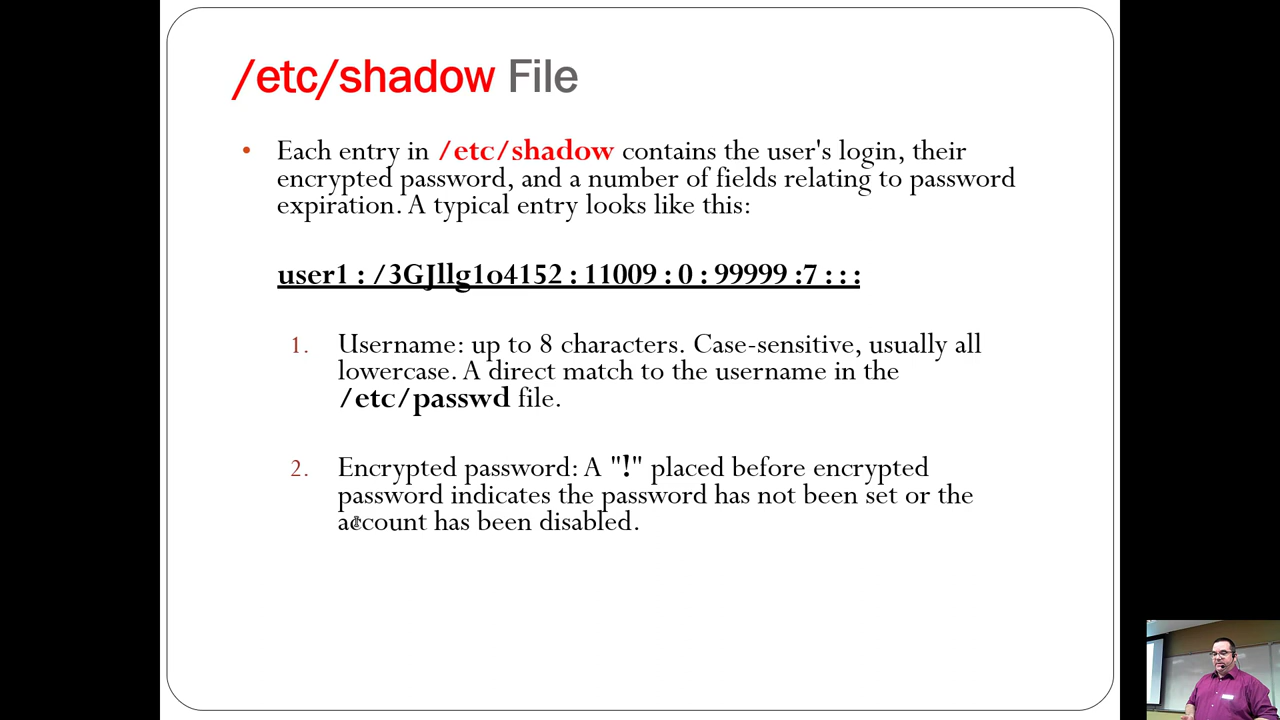 /etc/shadow File
• Each entry in /etc/shadow contains the user's login, their
encrypted password, and a number of fields relating to password
expiration. A typical entry looks like this:
user1 : /3GJllg1o4152 : 11009 : 0 : 99999 :7 : : :
1. Username: up to 8 characters. Case-sensitive, usually all
lowercase. A direct match to the username in the
/etc/passwd file.
2. Encrypted password: A "!" placed before encrypted
password indicates the password has not been set or the
account has been disabled.